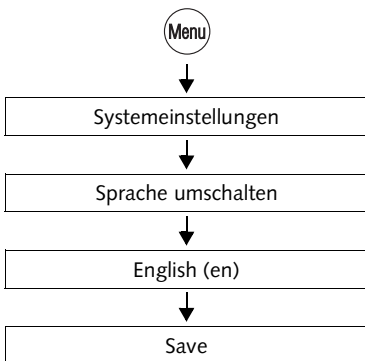 Menu
Systemeinstellungen
Sprache umschalten
English (en)
Save